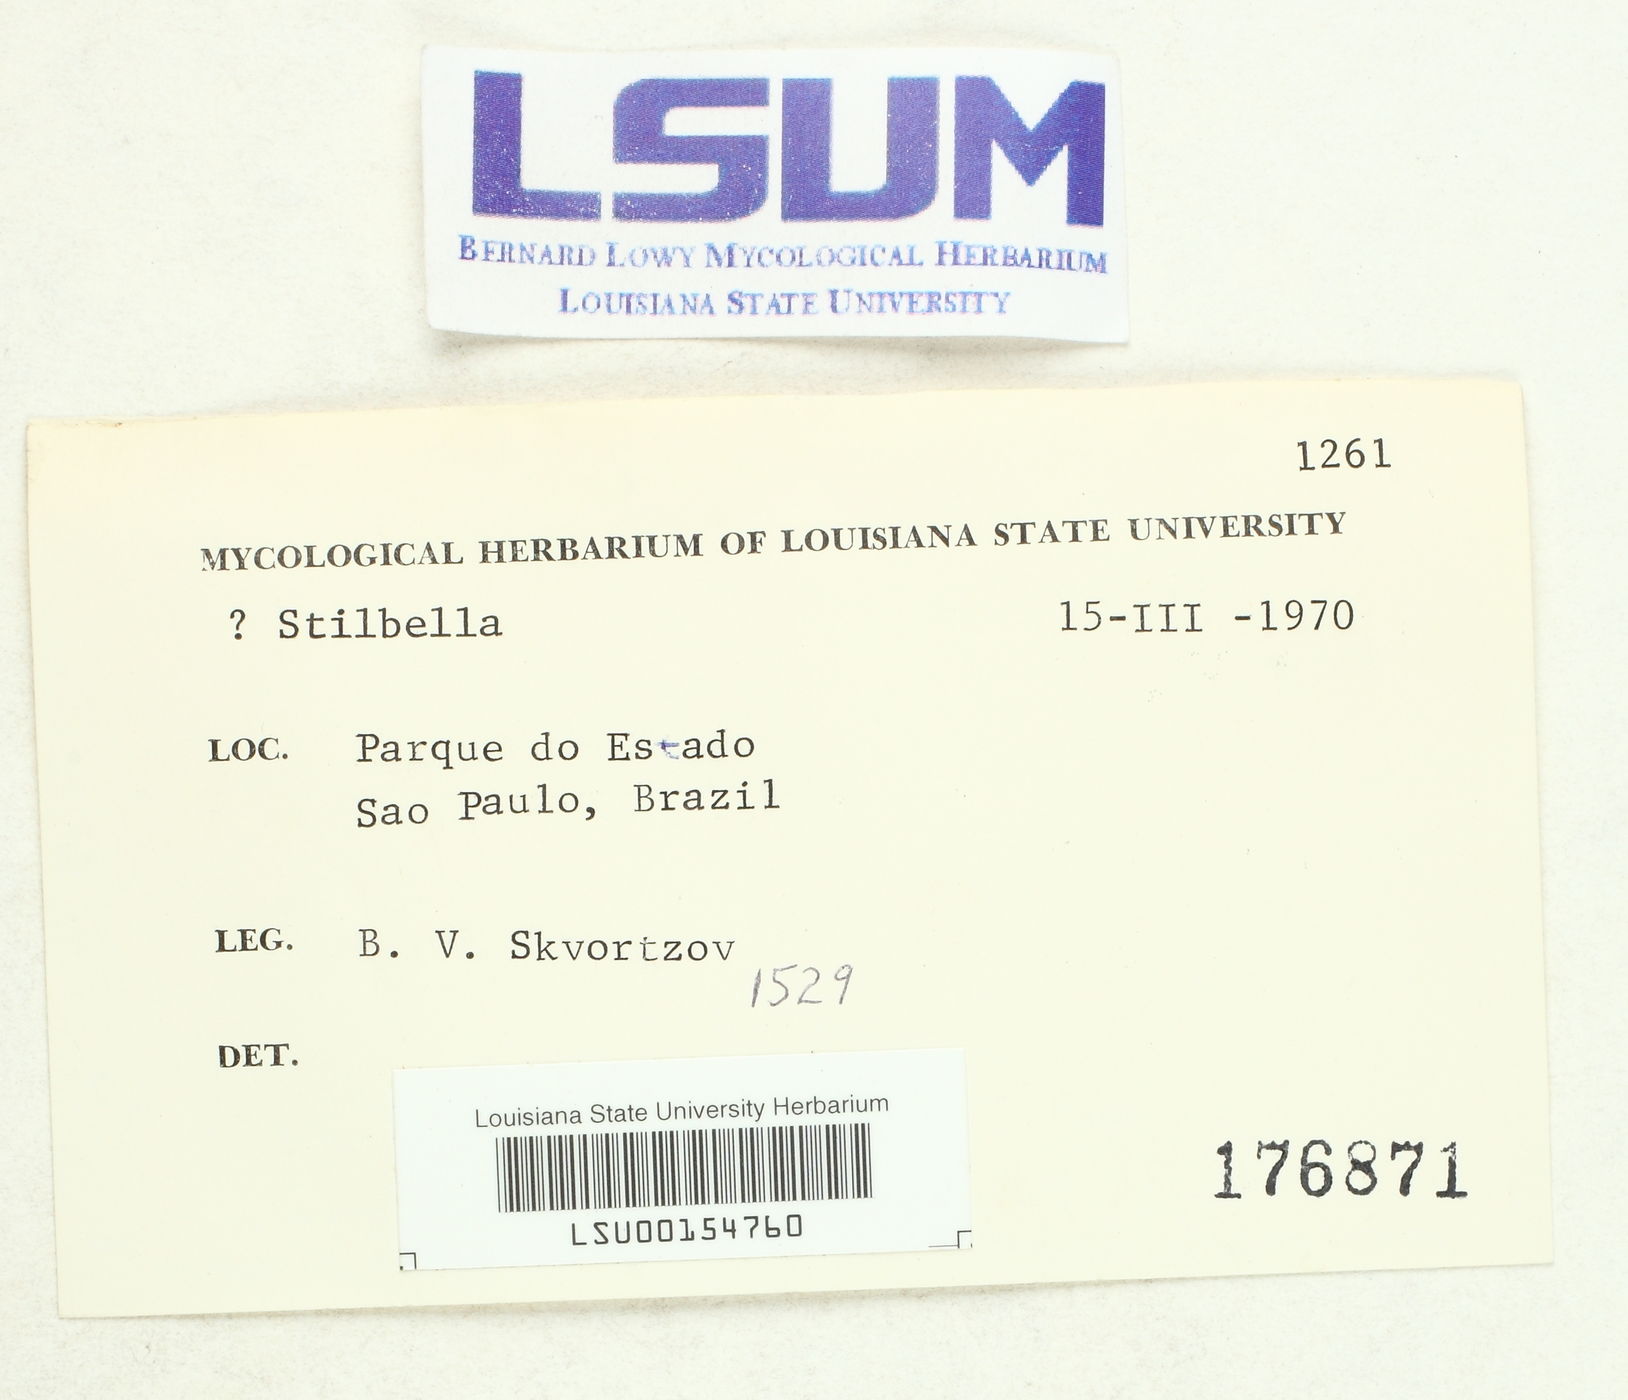 LSUM
BERNARD LOWY MYCOLOGICAL HERBARIUM
LOUISIANA STATE UNIVERSITY
1261
MYCOLOGICAL HERBARIUM OF LOUISIANA STATE UNIVERSITY
? Stilbella 15-III -1970
LOC. Parque do Estado
Sao Paulo, Brazil
LEG. B. V. Skvortzov
1529
DET.
Louisiana State University Herbarium
LSU00154760
176871